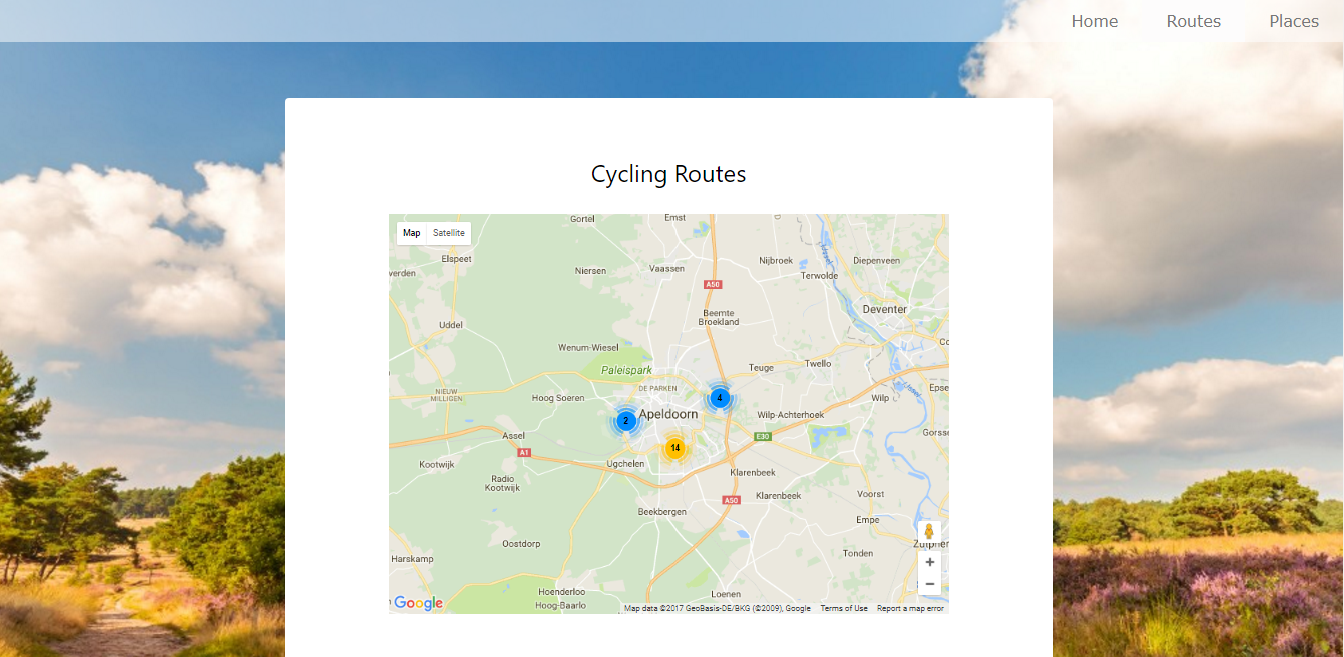 Home Routes Places
Cycling Routes
Map Satellite
Gortel
Emst
Elspeet
Niersen
Vaassen
Nijbroek
Diepenveen
verden
Terwolde
IJssel
A50
Beemte
Broekland
Deventer
Uddel
Wenum-Wiesel
Paleispark
Teuge
Twello
NIEUW
MILLIGEN
DE PARKEN
Hoog Soeren
4
Wilp
Epse
IJssel
2
Apeldoorn
Wilp-Achterhoek
Assel
E30
Gorss
A1
14
Kootwijk
Ugchelen
Klarenbeek
Radio
Kootwijk
Klarenbeek
Voorst
A50
Beekbergen
Empe
Oostdorp
Zutphen
Tonden
Harskamp
+
Hoenderloo
Loenen
−
Hoog-Baarlo
Google
Map data ©2017 GeoBasis-DE/BKG (©2009), Google Terms of Use Report a map error